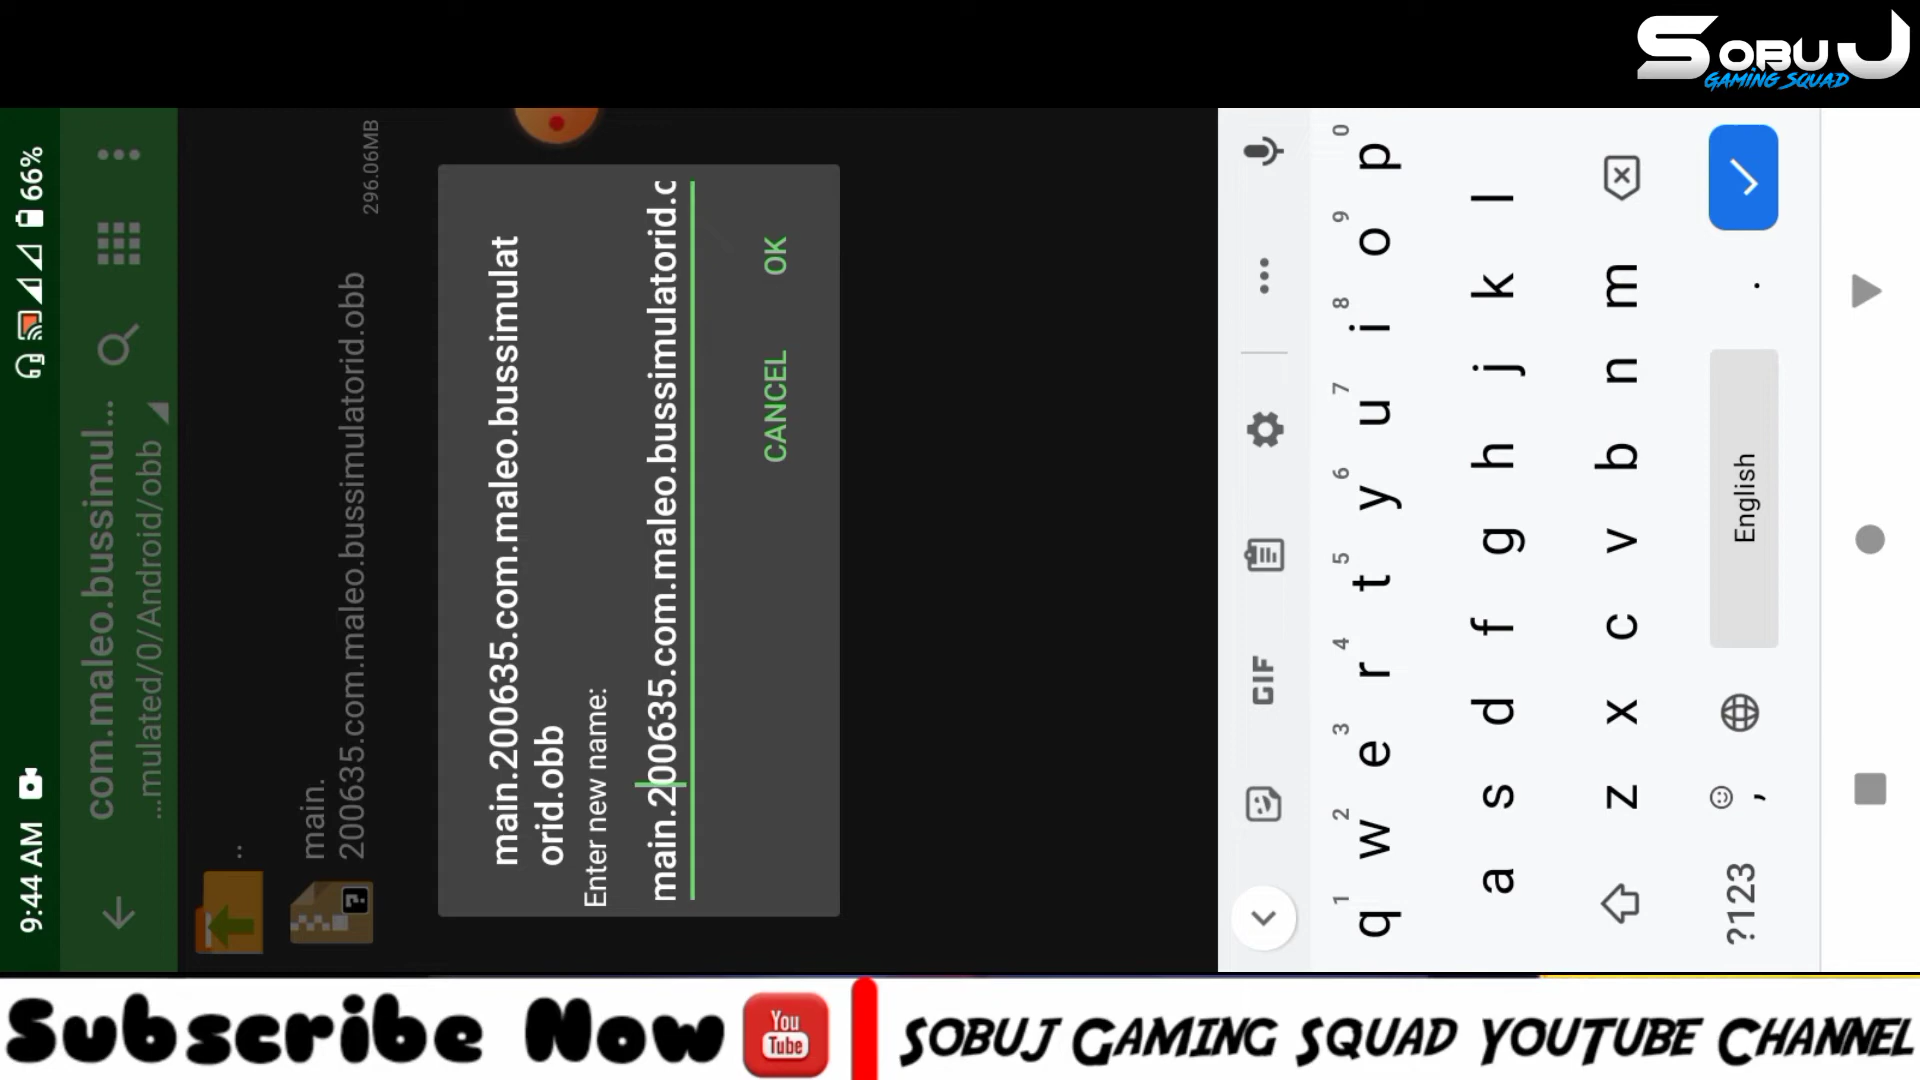 SOBUJ
GAMING SQUAD
9:44 AM
66%
com.maleo.bussimul...
...mulated/0/Android/obb
..
main.
200635.com.maleo.bussimulatorid.obb
296.06MB
main.200635.com.maleo.bussimulat
orid.obb
Enter new name:
main.200635.com.maleo.bussimulatorid.c
CANCEL OK
GIF
1 2 3 4 5 6 7 8 9 0
q w e r t y u i o p
a s d f g h j k l
z x c v b n m
?123 , English .
Subscribe Now
You
Tube
SOBUJ GAMING SQUAD YOUTUBE CHANNEL